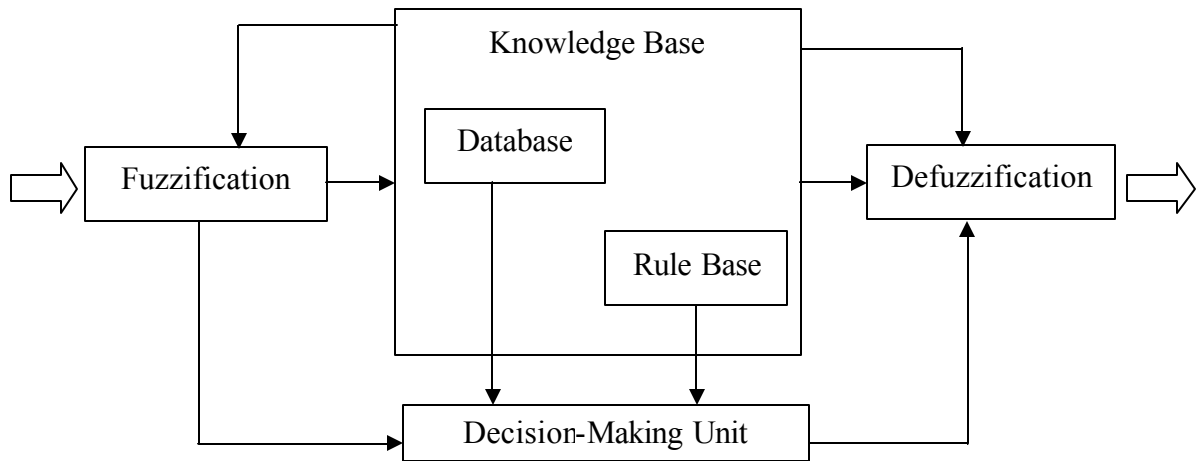 Knowledge Base
Database
Fuzzification
Defuzzification
Rule Base
Decision-Making Unit